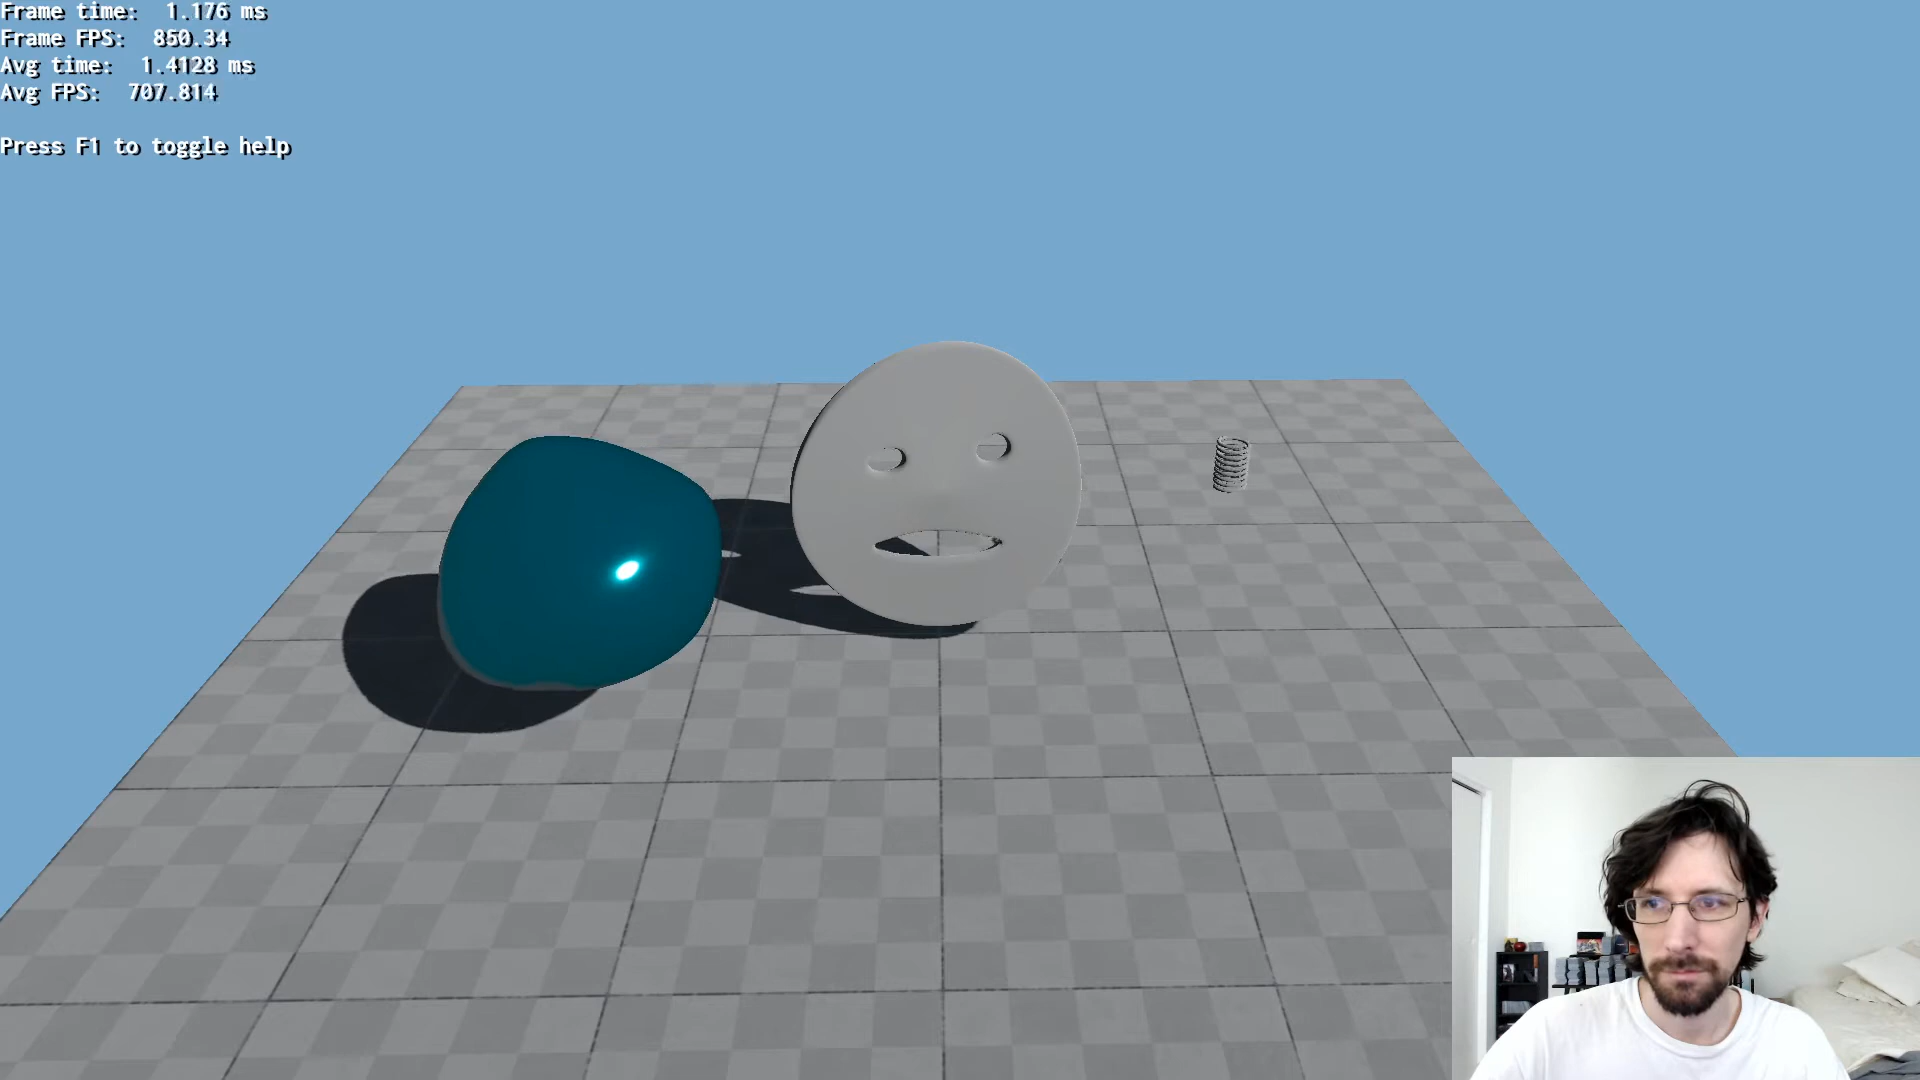 Frame time:  1.176 ms
Frame FPS:  850.34
Avg time:  1.4128 ms
Avg FPS:  707.814
Press F1 to toggle help